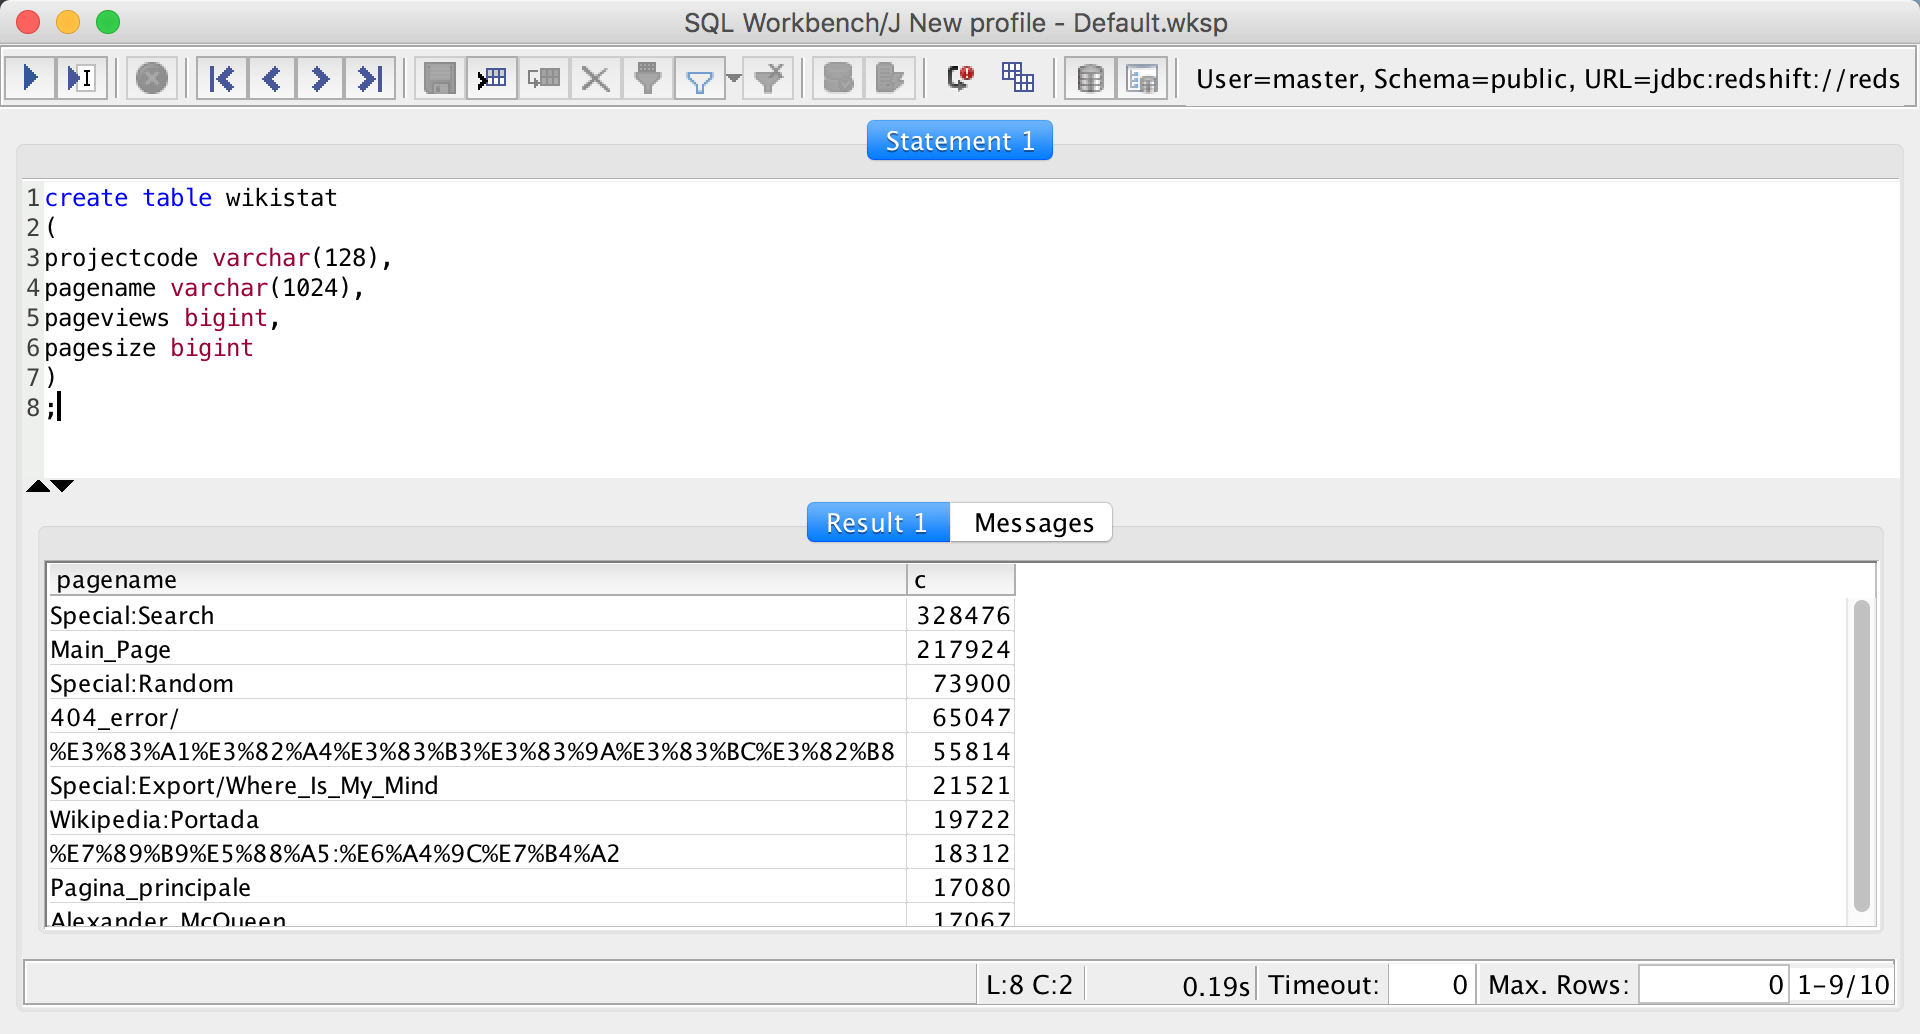 SQL Workbench/J New profile - Default.wksp
User=master, Schema=public, URL=jdbc:redshift://reds
Statement 1
1 create table wikistat
2 (
3 projectcode varchar(128),
4 pagename varchar(1024),
5 pageviews bigint,
6 pagesize bigint
7 )
8 ;
Result 1 Messages
pagename c
Special:Search 328476
Main_Page 217924
Special:Random 73900
404_error/ 65047
%E3%83%A1%E3%82%A4%E3%83%B3%E3%83%9A%E3%83%BC%E3%82%B8 55814
Special:Export/Where_Is_My_Mind 21521
Wikipedia:Portada 19722
%E7%89%B9%E5%88%A5:%E6%A4%9C%E7%B4%A2 18312
Pagina_principale 17080
Alexander_McQueen 17067
L:8 C:2 0.19s Timeout: 0 Max. Rows: 0 1-9/10